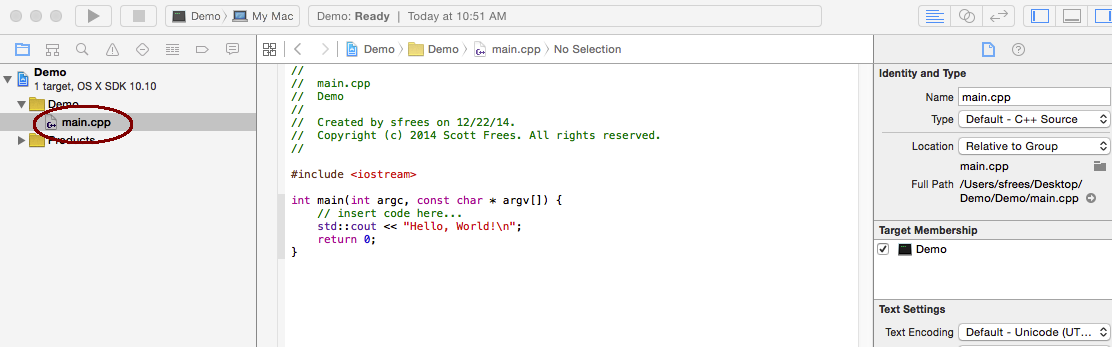 Demo My Mac Demo: Ready | Today at 10:51 AM
Demo Demo main.cpp No Selection
Demo
1 target, OS X SDK 10.10
Demo
main.cpp
Products
//
//  main.cpp
//  Demo
//
//  Created by sfrees on 12/22/14.
//  Copyright (c) 2014 Scott Frees. All rights reserved.
//
#include <iostream>
int main(int argc, const char * argv[]) {
    // insert code here...
    std::cout << "Hello, World!\n";
    return 0;
}
Identity and Type
Name main.cpp
Type Default - C++ Source
Location Relative to Group
main.cpp
Full Path /Users/sfrees/Desktop/
Demo/Demo/main.cpp
Target Membership
Demo
Text Settings
Text Encoding Default - Unicode (UT...